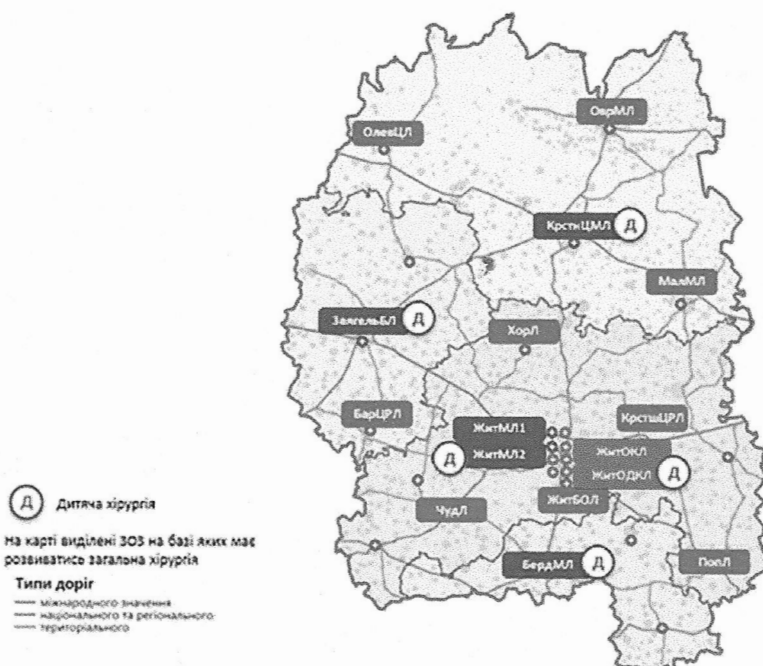 ОлевЦЛ
ОврМЛ
КрстнЦМЛ Д
МалМЛ
ЗвягельБЛ Д
ХорЛ
БарЦРЛ
КрстшЦРЛ
ЖитМЛ1
Д ЖитМЛ2
ЖитОКЛ
ЖитОДКЛ Д
ЖитБОЛ
ЧудЛ
БердМЛ Д
ПопЛ
Д Дитяча хірургія
На карті виділені ЗОЗ на базі яких має
розвиватись загальна хірургія
Типи доріг
міжнародного значення
національного та регіонального
територіального